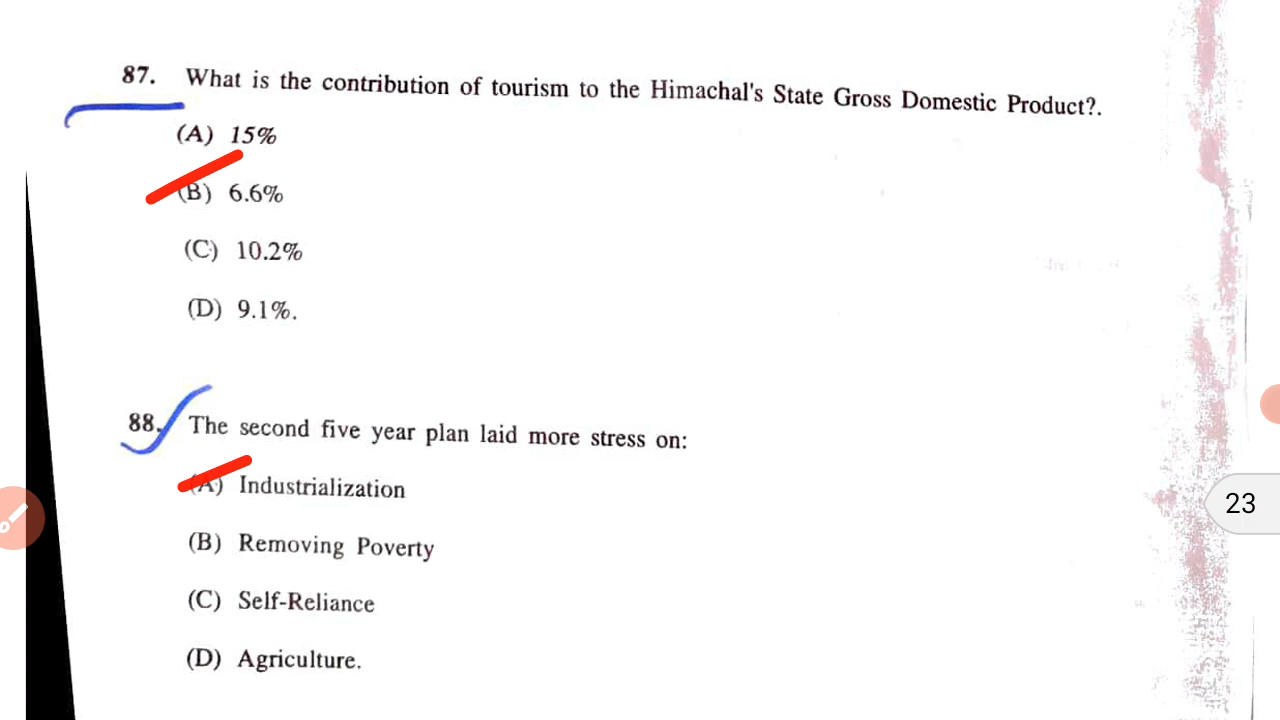 87. What is the contribution of tourism to the Himachal's State Gross Domestic Product?.
(A) 15%
(B) 6.6%
(C) 10.2%
(D) 9.1%.
88. The second five year plan laid more stress on:
(A) Industrialization
(B) Removing Poverty
(C) Self-Reliance
23
(D) Agriculture.